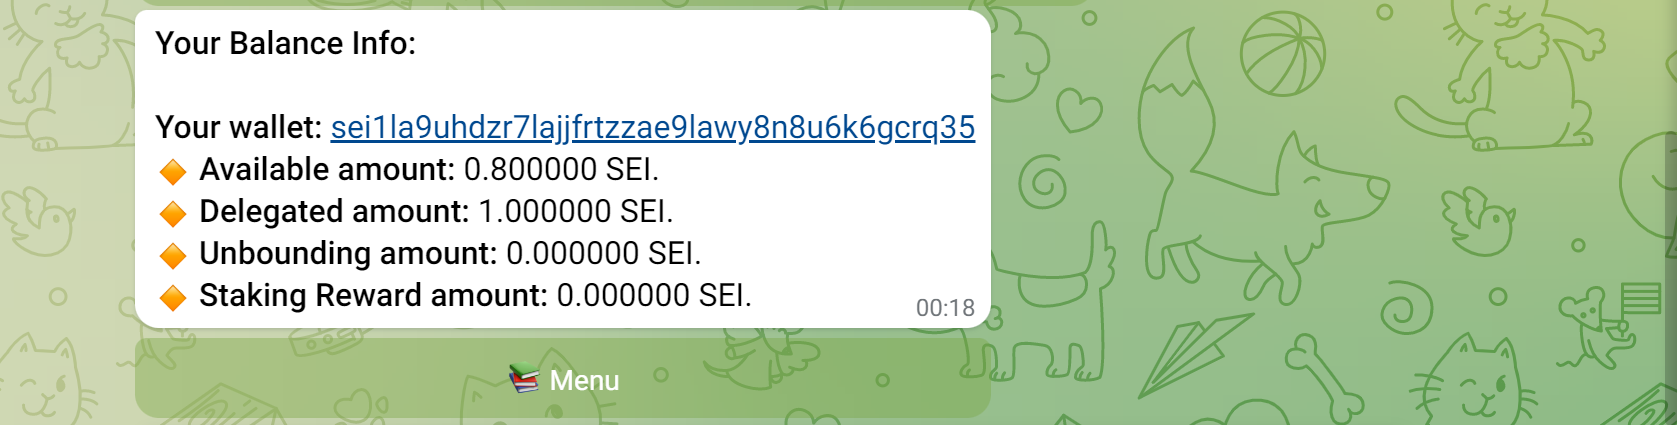 Your Balance Info:
Your wallet: sei1la9uhdzr7lajjfrtzzae9lawy8n8u6k6gcrq35
🔸 Available amount: 0.800000 SEI.
🔸 Delegated amount: 1.000000 SEI.
🔸 Unbounding amount: 0.000000 SEI.
🔸 Staking Reward amount: 0.000000 SEI.
00:18
📚 Menu